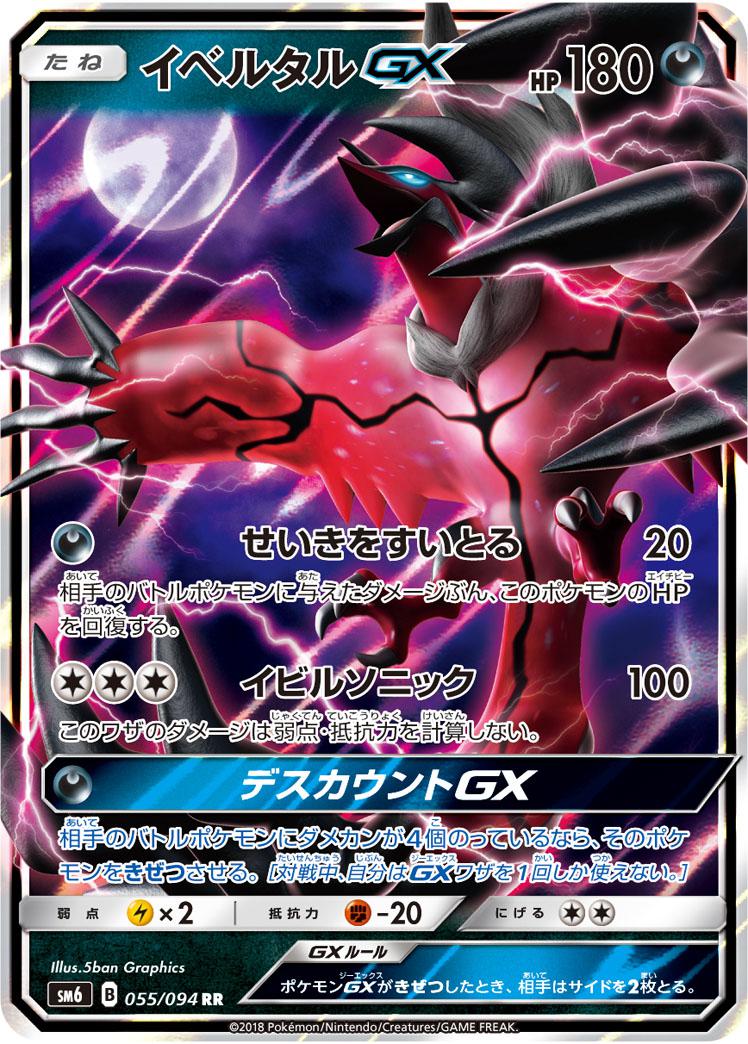 たね イベルタルGX HP 180
せいきをすいとる 20
相手のバトルポケモンに与えたダメージぶん、このポケモンのHP
を回復する。
イビルソニック 100
このワザのダメージは弱点・抵抗力を計算しない。
デスカウントGX
相手のバトルポケモンにダメカンが4個のっているなら、そのポケ
モンをきぜつさせる。[対戦中、自分はGXワザを1回しか使えない。]
弱点 ×2 抵抗力 -20 にげる
Illus.5ban Graphics
GXルール
SM6 B 055/094 RR
ポケモンGXがきぜつしたとき、相手はサイドを2枚とる。
©2018 Pokémon/Nintendo/Creatures/GAME FREAK.